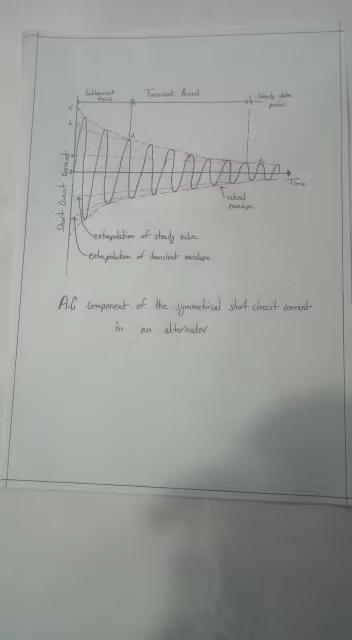 Subtransient Transient Period Steady state
Period period
c
b
d
a
o
e
Time
Short Circuit Current
actual
envelope
extrapolation of steady value
extrapolation of transient envelope
A.C component of the symmetrical short circuit current
in an alternator